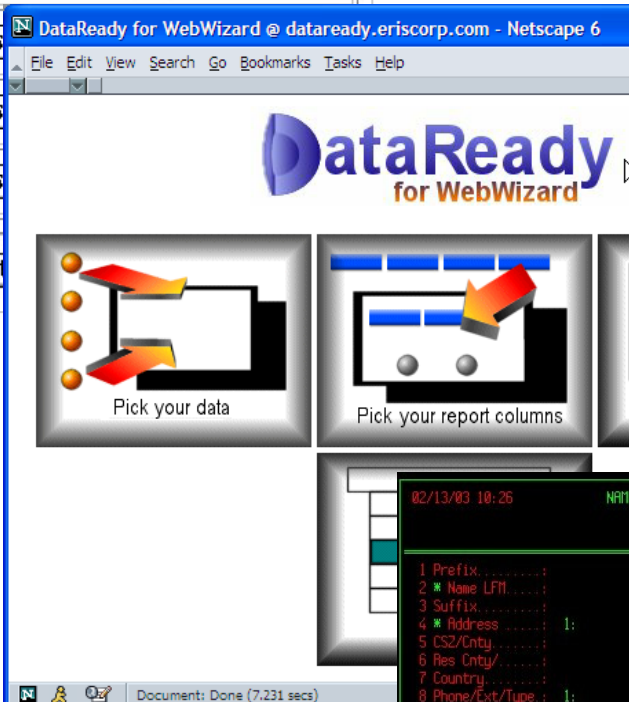 DataReady for WebWizard @ dataready.eriscorp.com - Netscape 6
File Edit View Search Go Bookmarks Tasks Help
DataReady
for WebWizard
Pick your data
Pick your report columns
02/13/03 10:26 NAM
1 Prefix.........:
2 * Name LFM.....:
3 Suffix.........:
4 * Address .....: 1:
5 CSZ/Cnty.......:
6 Res Cnty/......:
7 Country........:
8 Phone/Ext/Type.: 1:
Document: Done (7.231 secs)